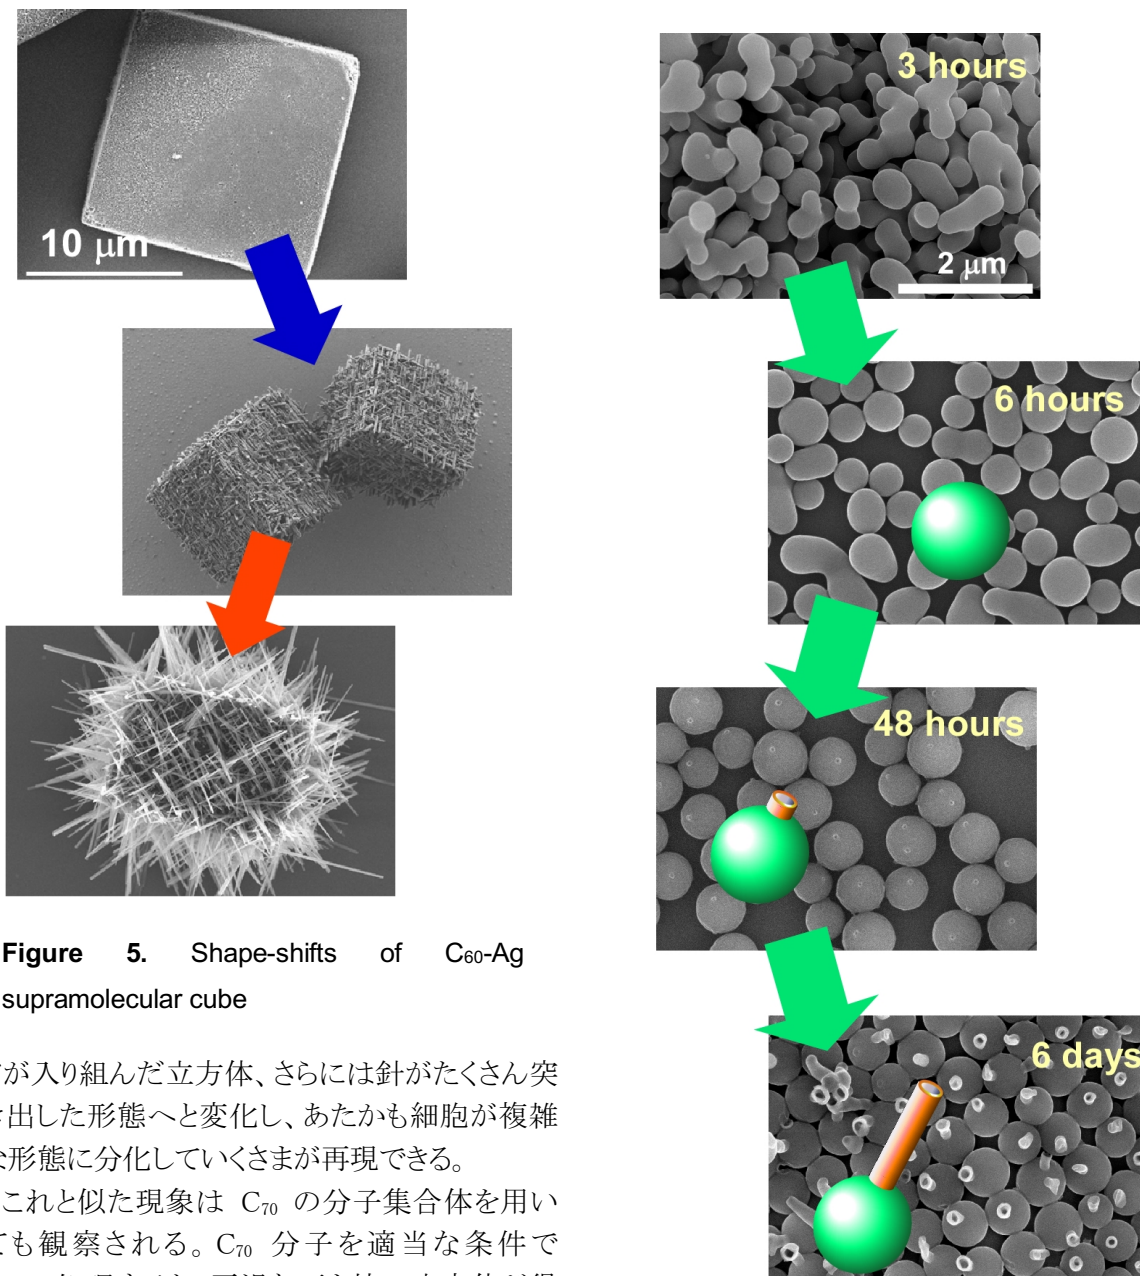 10 μm
Figure 5. Shape-shifts of C₆₀-Ag
supramolecular cube
が入り組んだ立方体、さらには針がたくさん突
出した形態へと変化し、あたかも細胞が複雑
な形態に分化していくさまが再現できる。
これと似た現象は C₇₀ の分子集合体を用い
ても観察される。C₇₀ 分子を適当な条件で
3 hours
2 μm
6 hours
48 hours
6 days